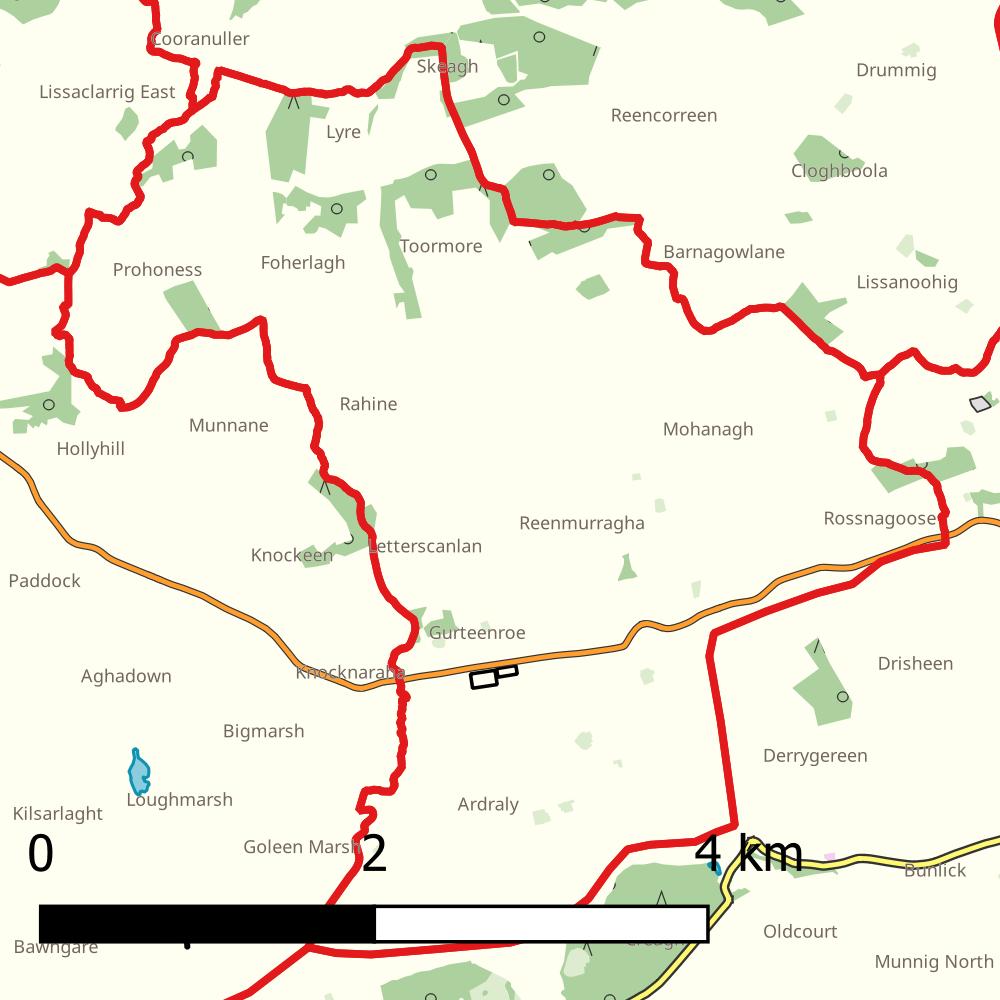 Cooranuller
Skeagh
Drummig
Lissaclarrig East
Reencorreen
Lyre
Cloghboola
Toormore
Barnagowlane
Foherlagh
Prohoness
Lissanoohig
Rahine
Munnane
Mohanagh
Hollyhill
Rossnagoose
Reenmurragha
Letterscanlan
Knockeen
Paddock
Gurteenroe
Drisheen
Knocknaraha
Aghadown
Bigmarsh
Derrygereen
Loughmarsh
Ardraly
Kilsarlaght
Goleen Marsh
0 2 4 km
Bunlick
Oldcourt
Creagh
Bawngare
Munnig North